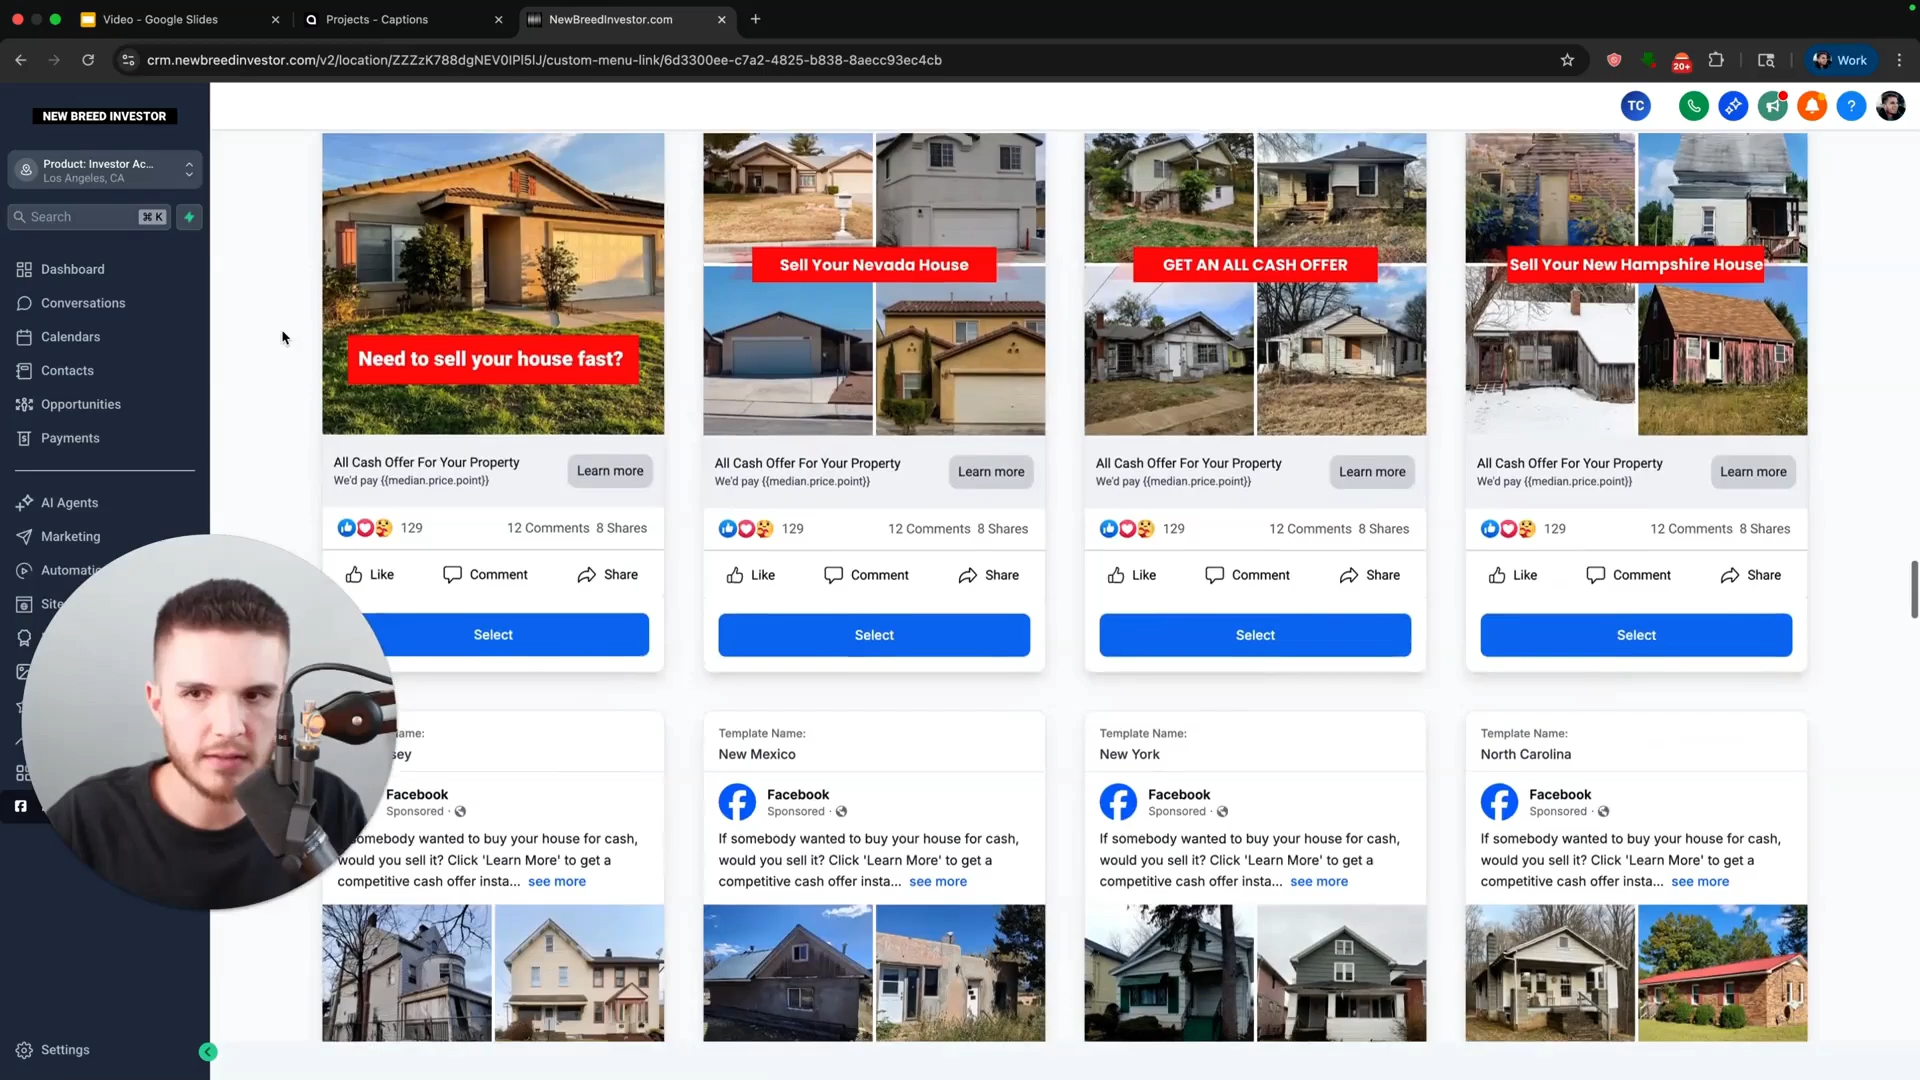 Video - Google Slides
Projects - Captions
NewBreedInvestor.com
crm.newbreedinvestor.com/v2/location/ZZZzK788dgNEV0IPl5IJ/custom-menu-link/6d3300ee-c7a2-4825-b838-8aecc93ec4cb
20+
Work
NEW BREED INVESTOR
TC
Product: Investor Ac...
Los Angeles, CA
Search
⌘ K
Dashboard
Conversations
Calendars
Contacts
Opportunities
Payments
AI Agents
Marketing
Automatic
Site
Settings
Need to sell your house fast?
Sell Your Nevada House
GET AN ALL CASH OFFER
Sell Your New Hampshire House
All Cash Offer For Your Property
We'd pay {{median.price.point}}
Learn more
129
12 Comments 8 Shares
Like
Comment
Share
Select
All Cash Offer For Your Property
We'd pay {{median.price.point}}
Learn more
129
12 Comments 8 Shares
Like
Comment
Share
Select
All Cash Offer For Your Property
We'd pay {{median.price.point}}
Learn more
129
12 Comments 8 Shares
Like
Comment
Share
Select
All Cash Offer For Your Property
We'd pay {{median.price.point}}
Learn more
129
12 Comments 8 Shares
Like
Comment
Share
Select
ame:
sey
Facebook
Sponsored ·
somebody wanted to buy your house for cash,
would you sell it? Click 'Learn More' to get a
competitive cash offer insta... see more
Template Name:
New Mexico
Facebook
Sponsored ·
If somebody wanted to buy your house for cash,
would you sell it? Click 'Learn More' to get a
competitive cash offer insta... see more
Template Name:
New York
Facebook
Sponsored ·
If somebody wanted to buy your house for cash,
would you sell it? Click 'Learn More' to get a
competitive cash offer insta... see more
Template Name:
North Carolina
Facebook
Sponsored ·
If somebody wanted to buy your house for cash,
would you sell it? Click 'Learn More' to get a
competitive cash offer insta... see more